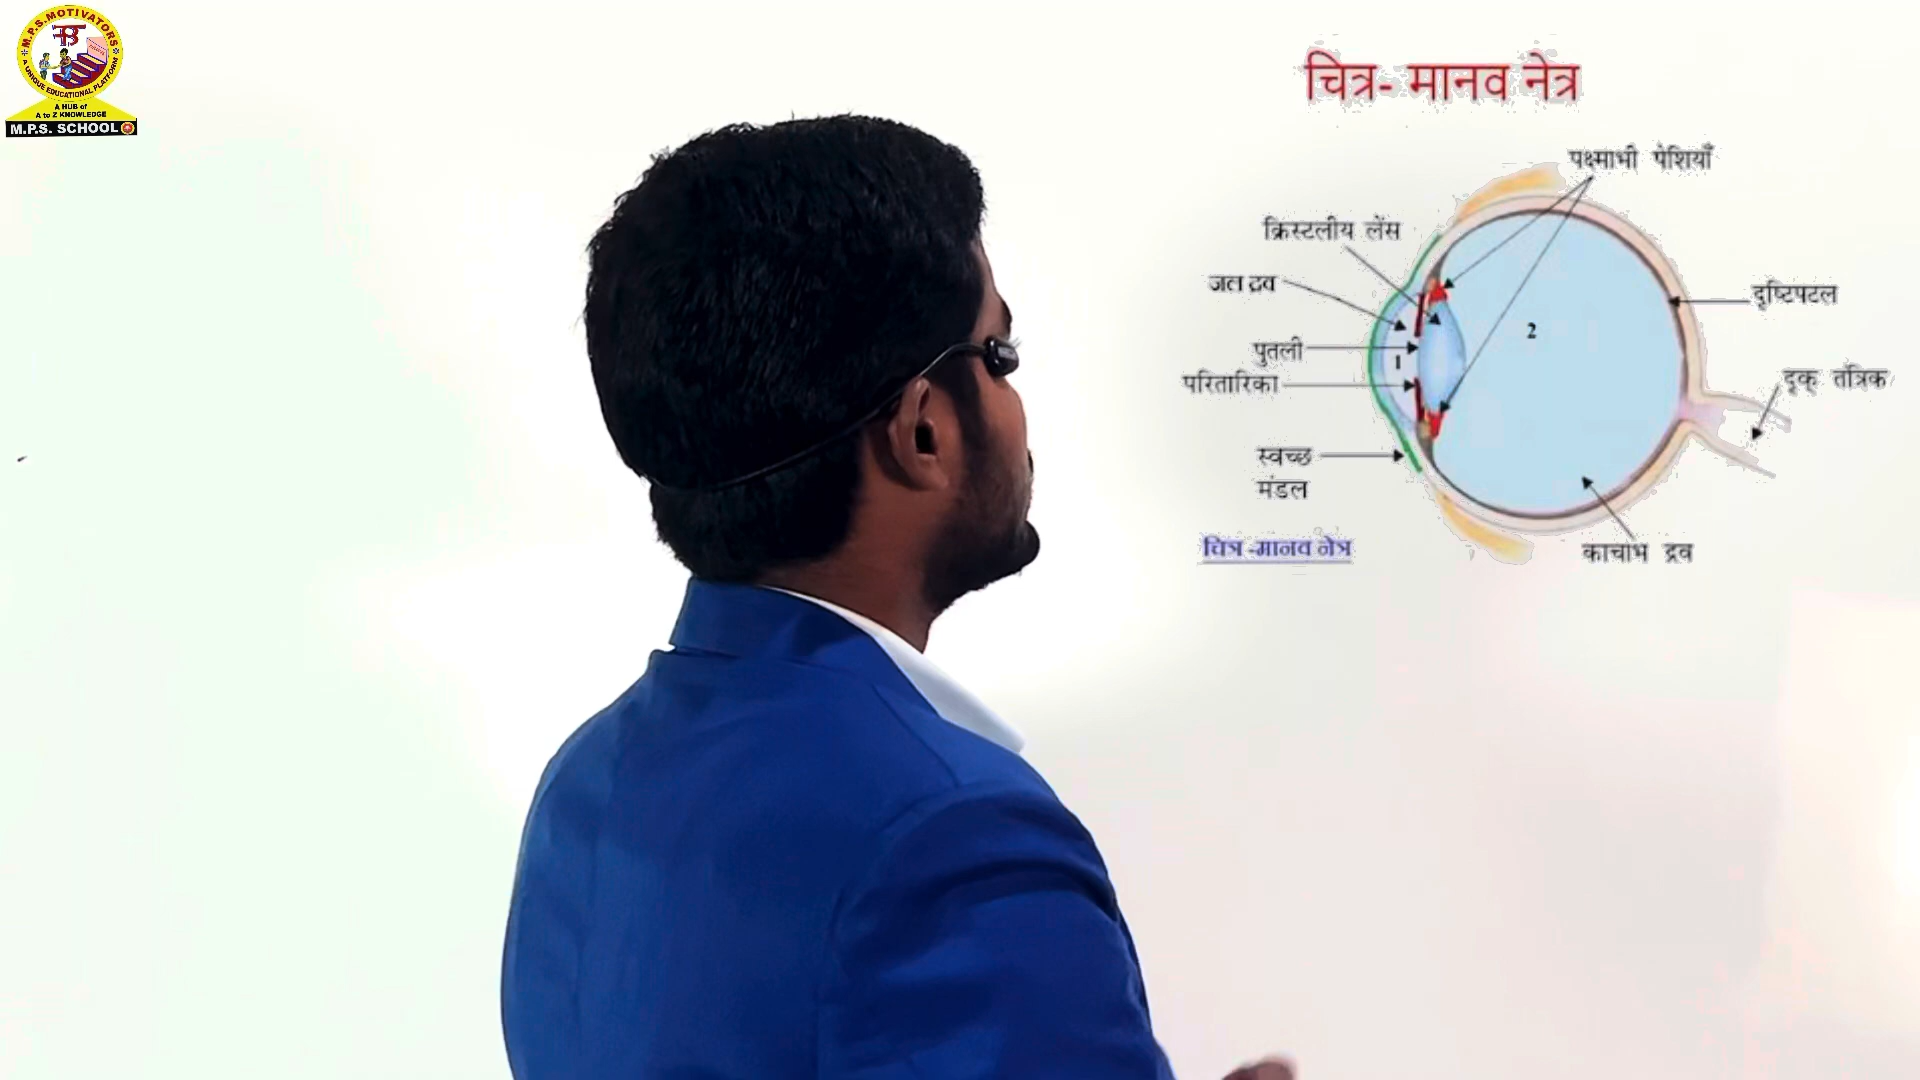 M.P.S.MOTIVATORS
A UNIQUE EDUCATIONAL PLATFORM
A HUB of
A to Z KNOWLEDGE
M.P.S. SCHOOL
चित्र- मानव नेत्र
पक्ष्माभी पेशियाँ
क्रिस्टलीय लेंस
जल द्रव
दृष्टिपटल
2
पुतली
1
परितारिका
दृक् तंत्रिक
स्वच्छ
मंडल
चित्र -मानव नेत्र
काचाभ द्रव